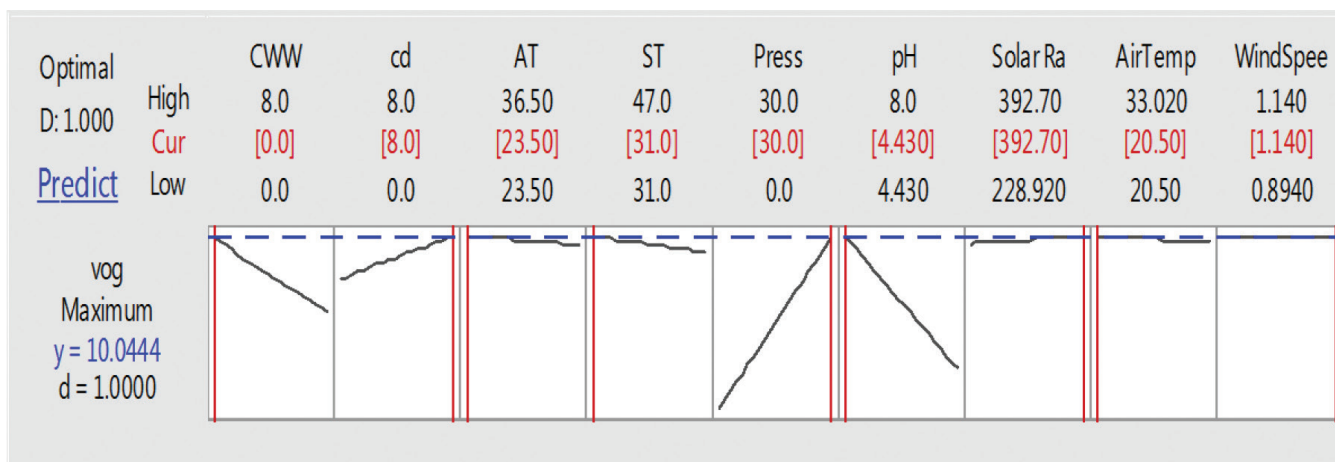 Optimal
D: 1.000
Predict
CWW cd AT ST Press pH Solar Ra AirTemp WindSpee
High 8.0 8.0 36.50 47.0 30.0 8.0 392.70 33.020 1.140
Cur [0.0] [8.0] [23.50] [31.0] [30.0] [4.430] [392.70] [20.50] [1.140]
Low 0.0 0.0 23.50 31.0 0.0 4.430 228.920 20.50 0.8940
vog
Maximum
y = 10.0444
d = 1.0000